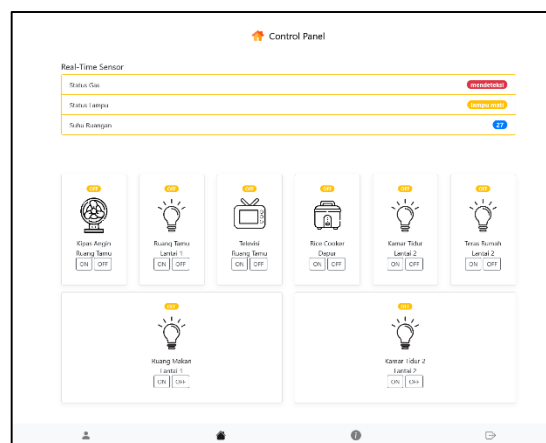 Control Panel
Real-Time Sensor
Status Gas
mendeteksi
Status Lampu
lampu mati
Suhu Ruangan
27
OFF
Kipas Angin
Ruang Tamu
ON OFF
OFF
Ruang Tamu
Lantai 1
ON OFF
OFF
Televisi
Ruang Tamu
ON OFF
OFF
Rice Cooker
Dapur
ON OFF
OFF
Kamar Tidur
Lantai 2
ON OFF
OFF
Teras Rumah
Lantai 2
ON OFF
OFF
Ruang Makan
Lantai 1
ON OFF
OFF
Kamar Tidur 2
Lantai 2
ON OFF